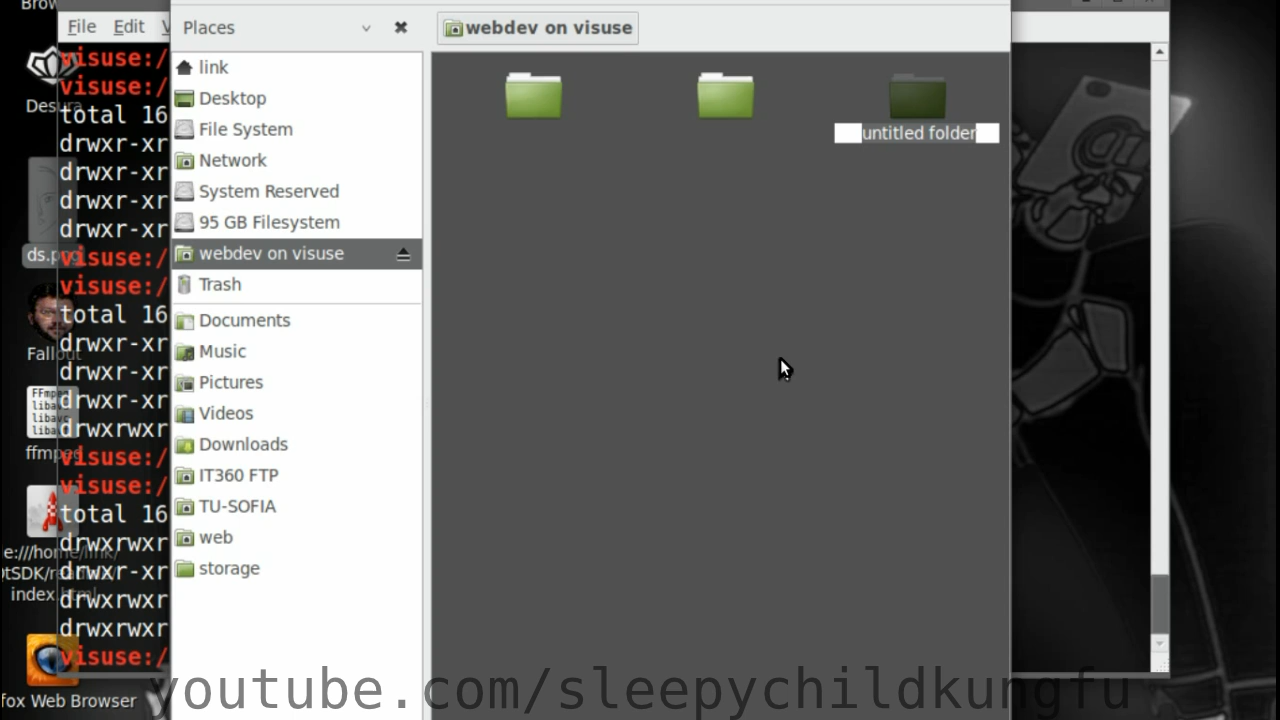 Brow
File Edit V
Desura
visuse:/
visuse:/
total 16
drwxr-xr
drwxr-xr
drwxr-xr
drwxr-xr
ds.png
visuse:/
visuse:/
total 16
drwxr-xr
drwxr-xr
drwxr-xr
drwxrwxr
visuse:/
visuse:/
total 16
drwxrwxr
drwxr-xr
drwxrwxr
drwxrwxr
visuse:/
Fallout
FFmpeg
ffmpeg
index.html
fox Web Browser
Places
webdev on visuse
link
Desktop
File System
Network
System Reserved
95 GB Filesystem
webdev on visuse
Trash
Documents
Music
Pictures
Videos
Downloads
IT360 FTP
TU-SOFIA
web
storage
untitled folder
youtube.com/sleepychildkungfu